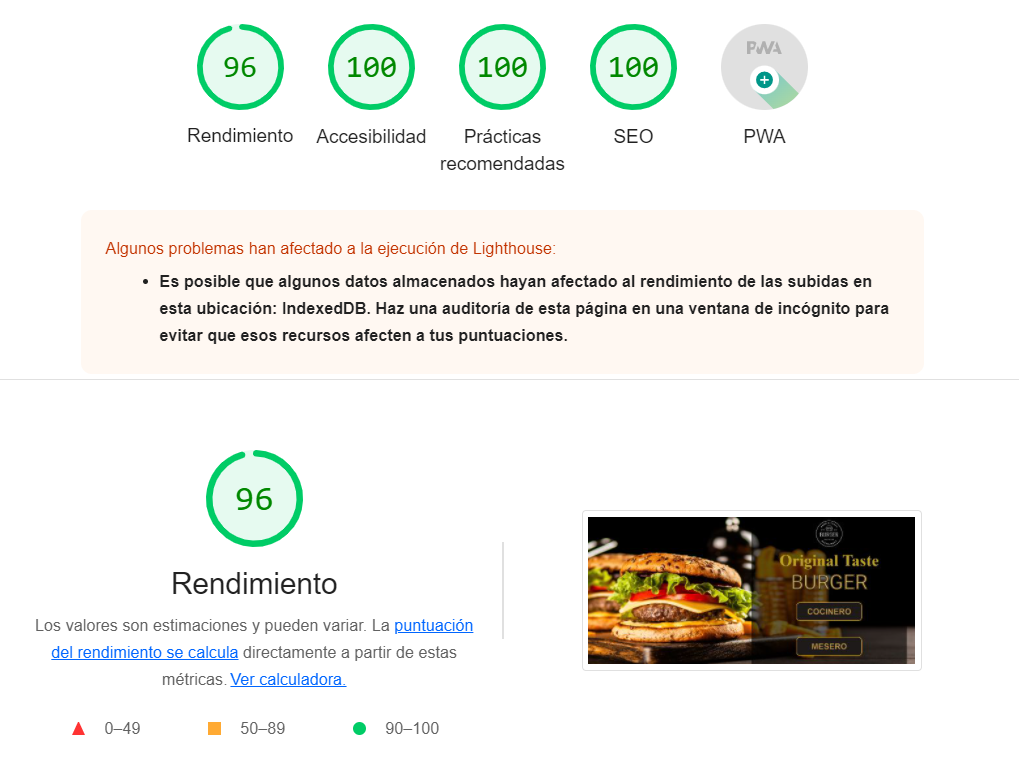 96
100
100
100
PWA
Rendimiento
Accesibilidad
Prácticas
recomendadas
SEO
PWA
Algunos problemas han afectado a la ejecución de Lighthouse:
Es posible que algunos datos almacenados hayan afectado al rendimiento de las subidas en
esta ubicación: IndexedDB. Haz una auditoría de esta página en una ventana de incógnito para
evitar que esos recursos afecten a tus puntuaciones.
96
Rendimiento
Los valores son estimaciones y pueden variar. La puntuación
del rendimiento se calcula directamente a partir de estas
métricas. Ver calculadora.
0–49
50–89
90–100
Original Taste
BURGER
COCINERO
MESERO